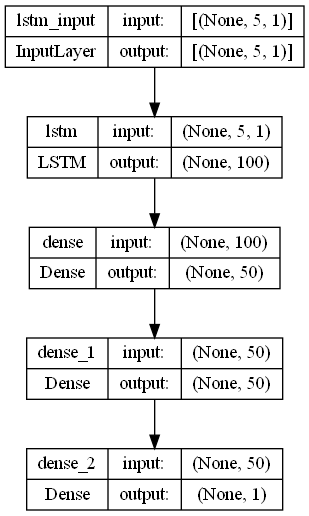 lstm_input input: [(None, 5, 1)]
InputLayer output: [(None, 5, 1)]
lstm input: (None, 5, 1)
LSTM output: (None, 100)
dense input: (None, 100)
Dense output: (None, 50)
dense_1 input: (None, 50)
Dense output: (None, 50)
dense_2 input: (None, 50)
Dense output: (None, 1)